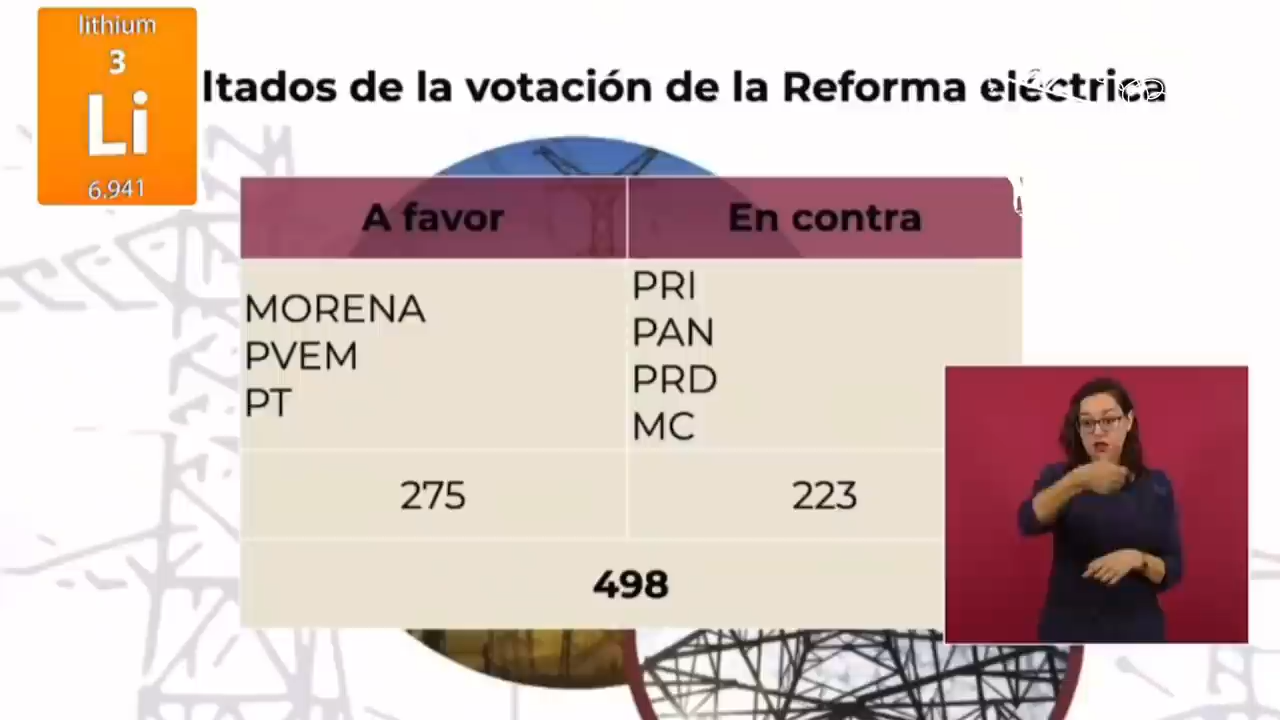 lithium
3
Li
6.941
ltados de la votación de la Reforma eléctrica
A favor
En contra
MORENA
PVEM
PT
PRI
PAN
PRD
MC
275
223
498